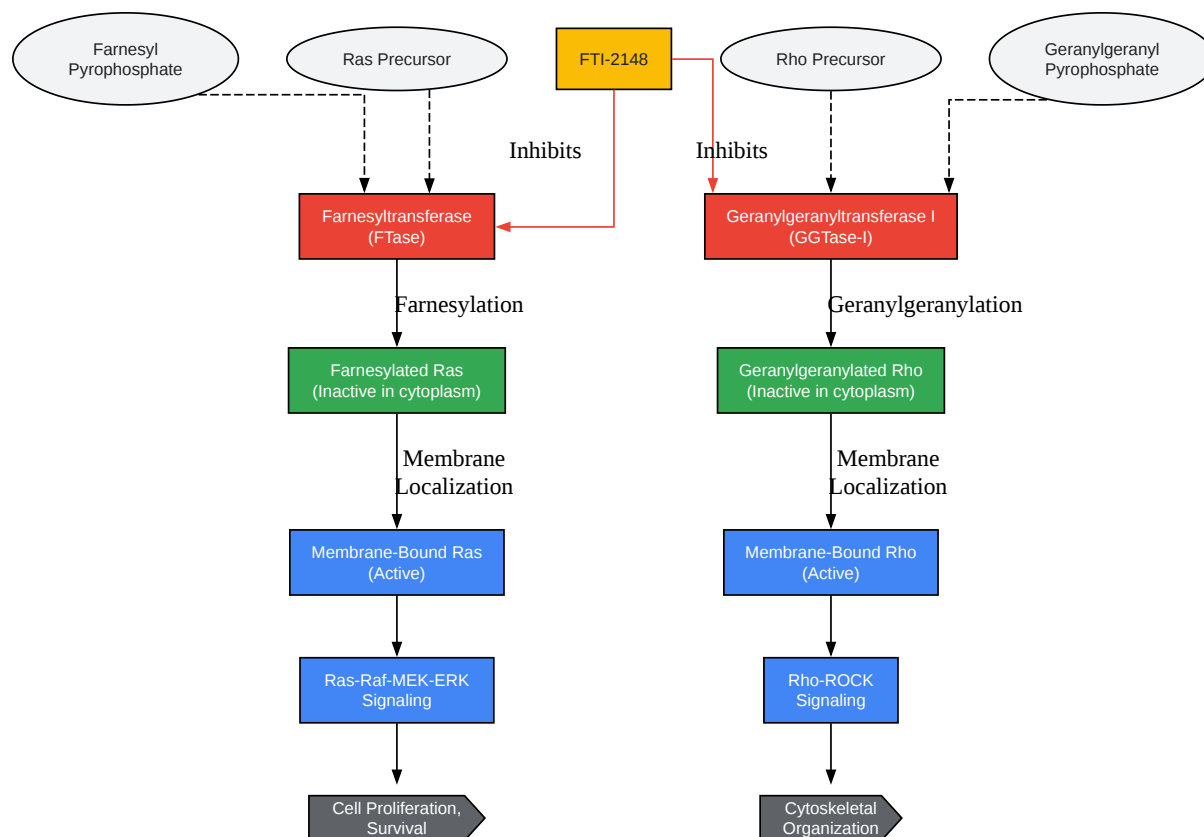 Farnesyl
Pyrophosphate
Ras Precursor
FTI-2148
Rho Precursor
Geranylgeranyl
Pyrophosphate
Inhibits
Inhibits
Farnesyltransferase
(FTase)
Geranylgeranyltransferase I
(GGTase-I)
Farnesylation
Geranylgeranylation
Farnesylated Ras
(Inactive in cytoplasm)
Geranylgeranylated Rho
(Inactive in cytoplasm)
Membrane
Localization
Membrane
Localization
Membrane-Bound Ras
(Active)
Membrane-Bound Rho
(Active)
Ras-Raf-MEK-ERK
Signaling
Rho-ROCK
Signaling
Cell Proliferation,
Survival
Cytoskeletal
Organization